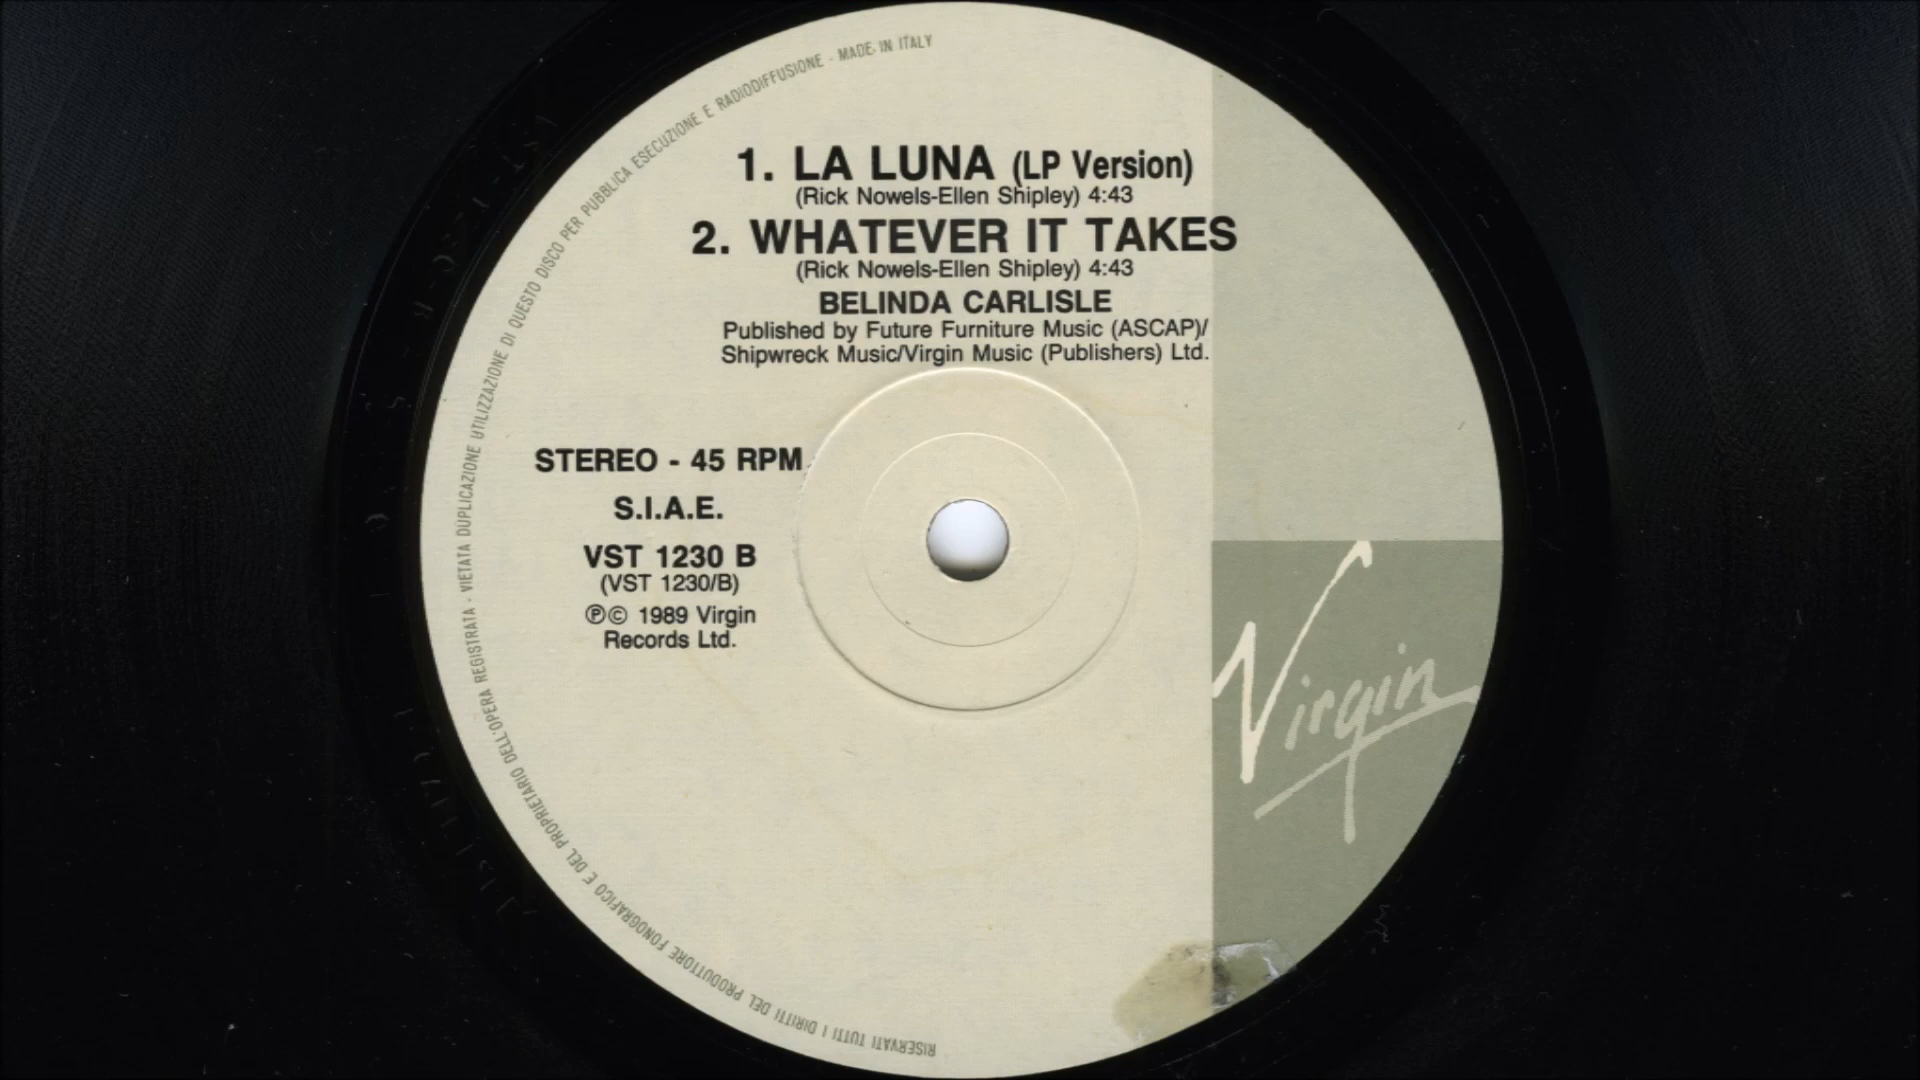 1. LA LUNA (LP Version)
(Rick Nowels-Ellen Shipley) 4:43
2. WHATEVER IT TAKES
(Rick Nowels-Ellen Shipley) 4:43
BELINDA CARLISLE
Published by Future Furniture Music (ASCAP)/
Shipwreck Music/Virgin Music (Publishers) Ltd.
STEREO - 45 RPM
S.I.A.E.
VST 1230 B
(VST 1230/B)
℗© 1989 Virgin
Records Ltd.
Virgin
RISERVATI TUTTI I DIRITTI DEL PRODUTTORE FONOGRAFICO E DEL PROPRIETARIO DELL'OPERA REGISTRATA - VIETATA DUPLICAZIONE UTILIZZAZIONE DI QUESTO DISCO PER PUBBLICA ESECUZIONE E RADIODIFFUSIONE - MADE IN ITALY